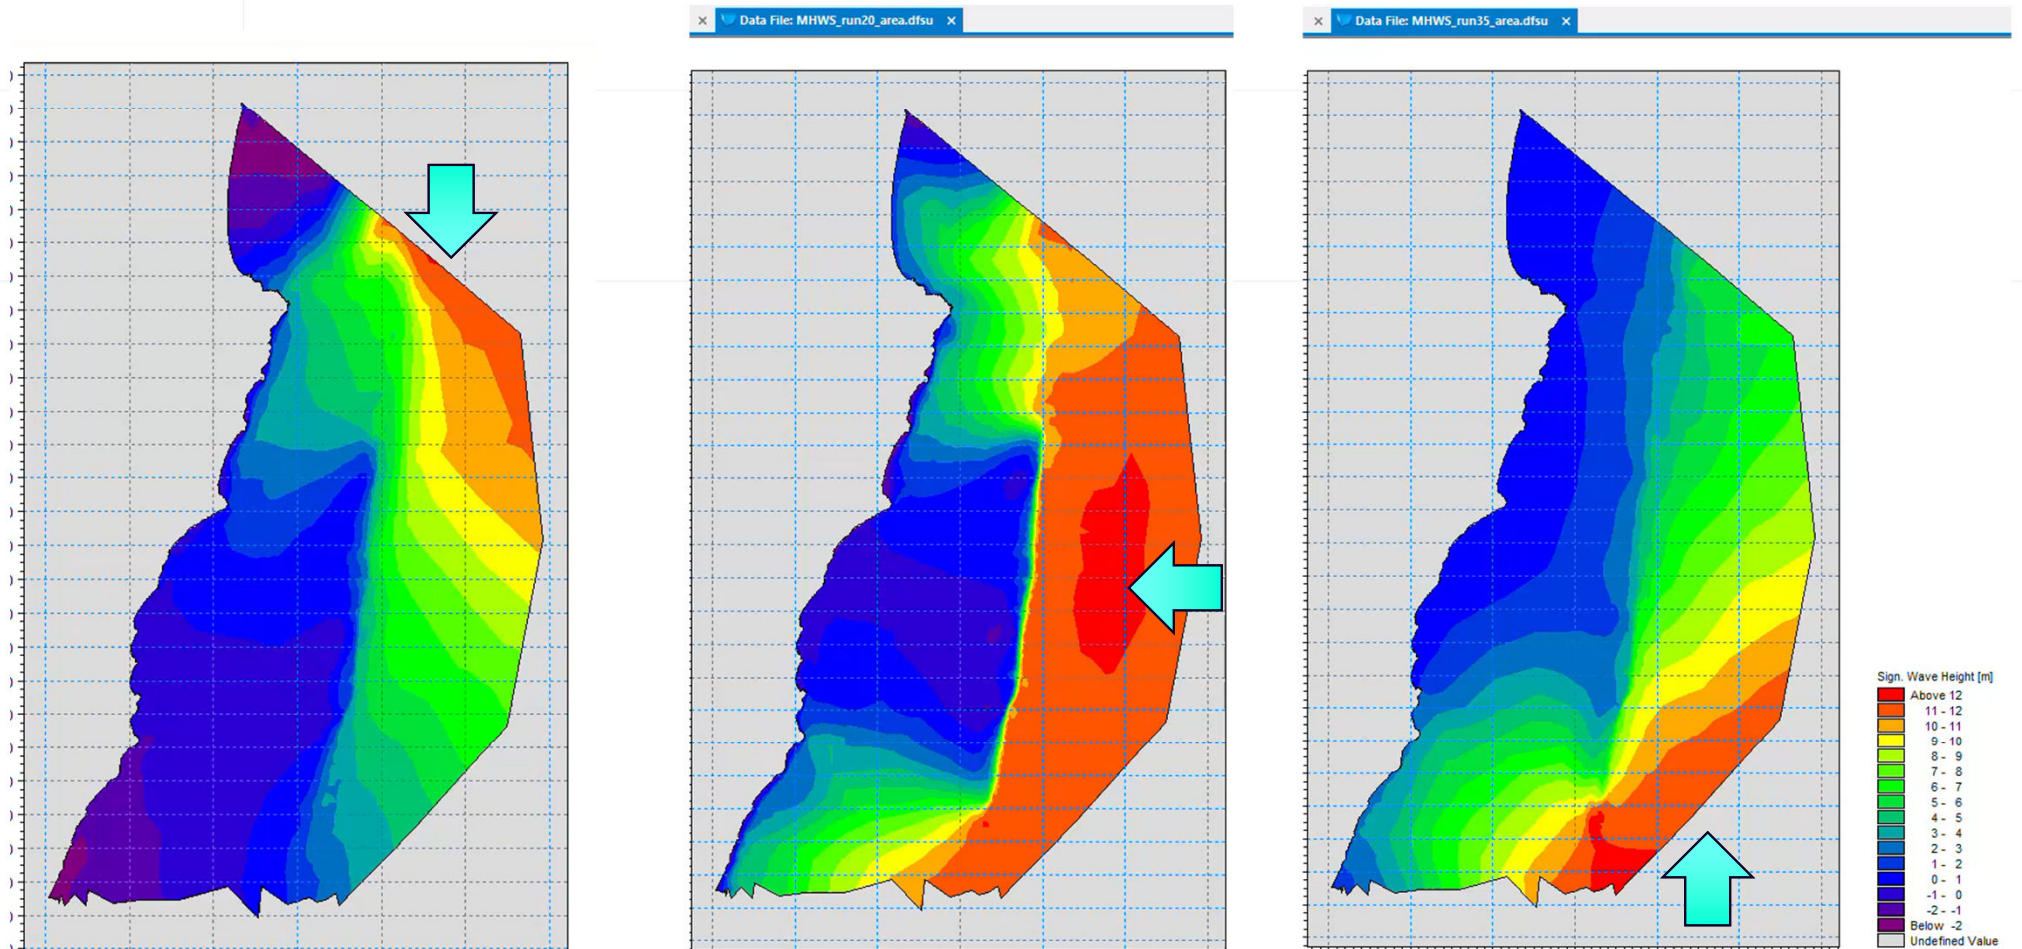 Data File: MHWS_run20_area.dfsu
Data File: MHWS_run35_area.dfsu
Sign. Wave Height [m]
Above 12
11 - 12
10 - 11
9 - 10
8 - 9
7 - 8
6 - 7
5 - 6
4 - 5
3 - 4
2 - 3
1 - 2
0 - 1
-1 - 0
-2 - -1
Below -2
Undefined Value